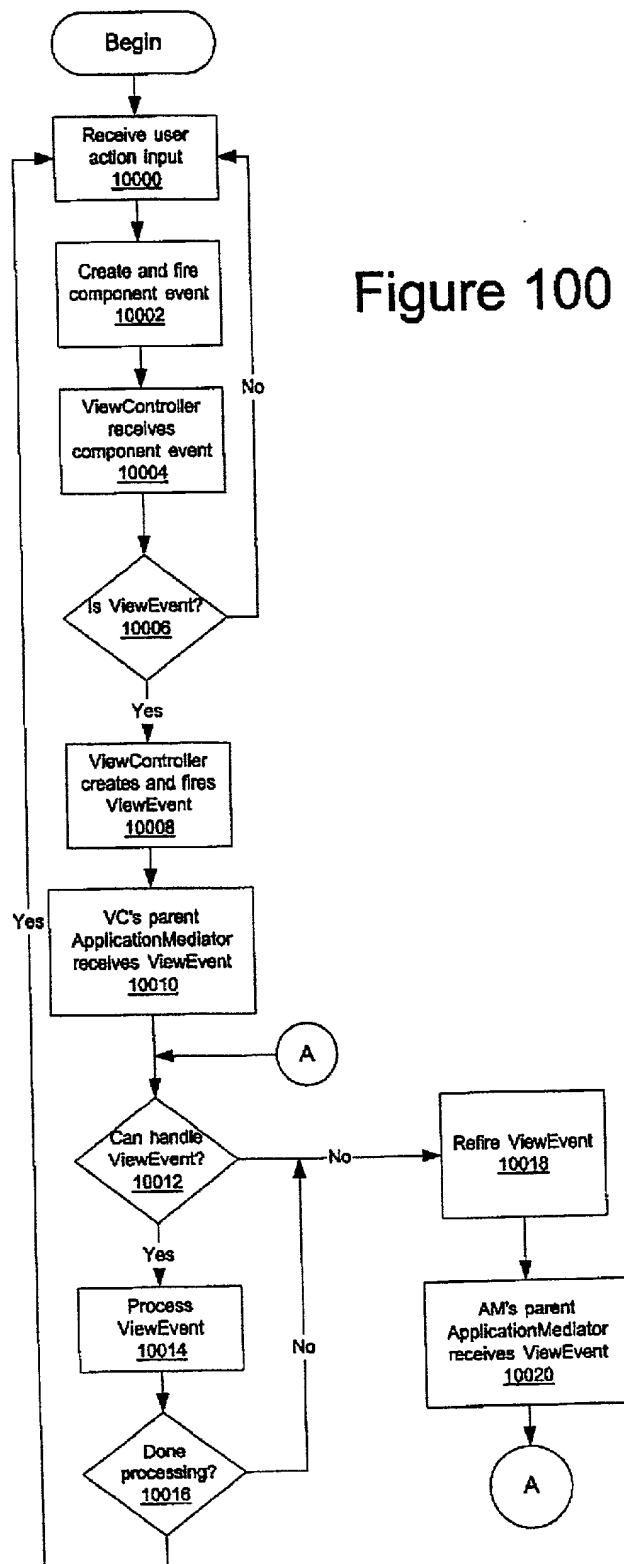 Begin
Receive user
action input
10000
Create and fire
component event
10002
Figure 100
No
ViewController
receives
component event
10004
Is ViewEvent?
10006
Yes
ViewController
creates and fires
ViewEvent
10008
Yes
VC's parent
ApplicationMediator
receives ViewEvent
10010
A
Can handle
ViewEvent?
10012
No
Refire ViewEvent
10018
Yes
Process
ViewEvent
10014
No
AM's parent
ApplicationMediator
receives ViewEvent
10020
Done
processing?
10016
A